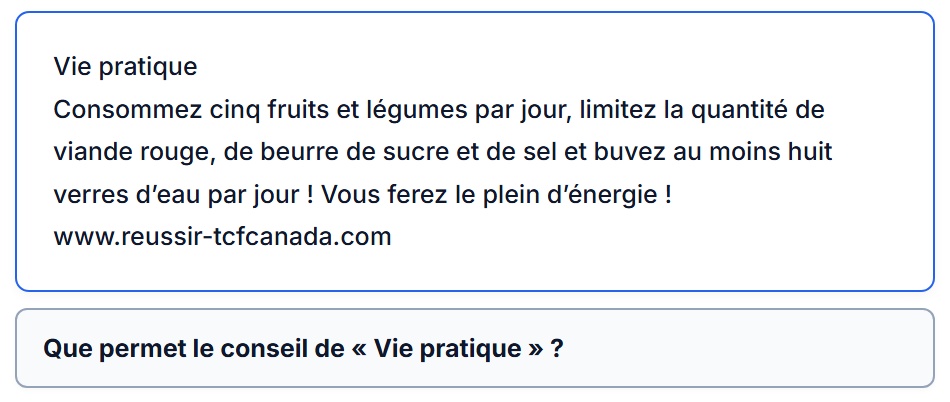 Vie pratique
Consommez cinq fruits et légumes par jour, limitez la quantité de
viande rouge, de beurre de sucre et de sel et buvez au moins huit
verres d’eau par jour ! Vous ferez le plein d’énergie !
www.reussir-tcfcanada.com
Que permet le conseil de « Vie pratique » ?